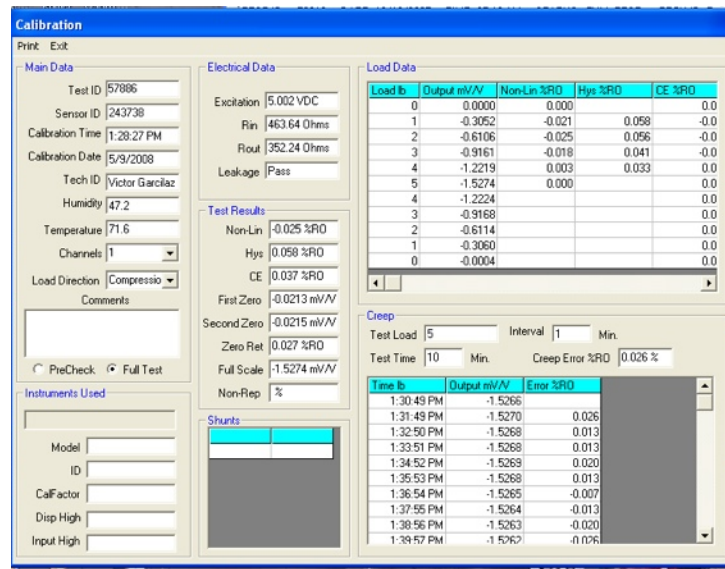 Calibration
Print Exit
Main Data
Test ID 57886
Sensor ID 243738
Calibration Time 1:28:27 PM
Calibration Date 5/9/2008
Tech ID Victor Garcilaz
Humidity 47.2
Temperature 71.6
Channels 1
Load Direction Compressio
Comments
PreCheck Full Test
Instruments Used
Model
ID
CalFactor
Disp High
Input High
Electrical Data
Excitation 5.002 VDC
Rin 463.64 Ohms
Rout 352.24 Ohms
Leakage Pass
Test Results
Non-Lin -0.025 %RO
Hys 0.058 %RO
CE 0.037 %RO
First Zero -0.0213 mV/V
Second Zero -0.0215 mV/V
Zero Ret 0.027 %RO
Full Scale -1.5274 mV/V
Non-Rep %
Shunts
Load Data
Load lb Output mV/V Non-Lin %RO Hys %RO CE %RO
0 0.0000 0.000 0.0
1 -0.3052 -0.021 0.058 -0.0
2 -0.6106 -0.025 0.056 -0.0
3 -0.9161 -0.018 0.041 -0.0
4 -1.2219 0.003 0.033 0.0
5 -1.5274 0.000 0.0
4 -1.2224 0.0
3 -0.9168 0.0
2 -0.6114 0.0
1 -0.3060 0.0
0 -0.0004 0.0
Creep
Test Load 5 Interval 1 Min.
Test Time 10 Min. Creep Error %RO 0.026 %
Time lb Output mV/V Error %RO
1:30:49 PM -1.5266
1:31:49 PM -1.5270 0.026
1:32:50 PM -1.5268 0.013
1:33:51 PM -1.5268 0.013
1:34:52 PM -1.5269 0.020
1:35:53 PM -1.5268 0.013
1:36:54 PM -1.5265 -0.007
1:37:55 PM -1.5264 -0.013
1:38:56 PM -1.5263 -0.020
1:39:57 PM -1.5262 -0.026